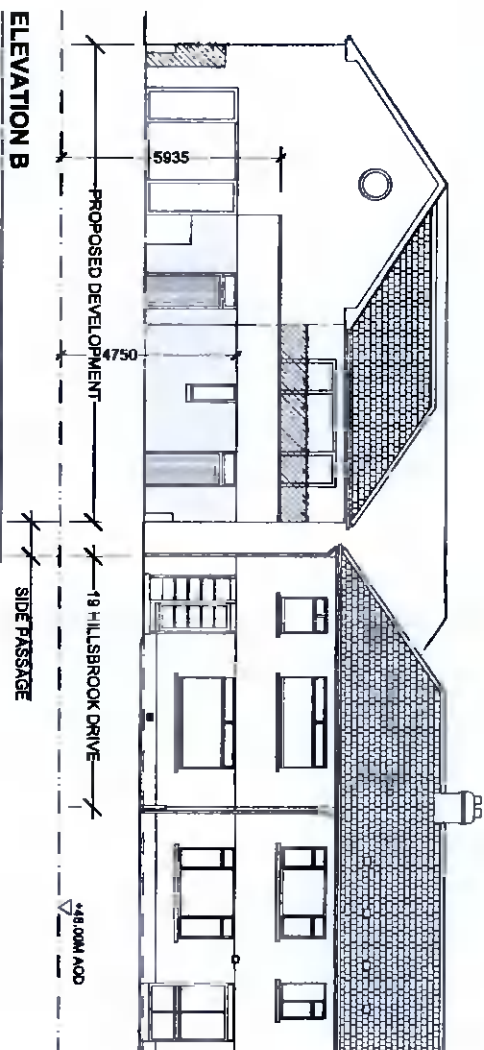 5935
4750
PROPOSED DEVELOPMENT
19 HILLSBROOK DRIVE
SIDE PASSAGE
+48.00M AOD
ELEVATION B